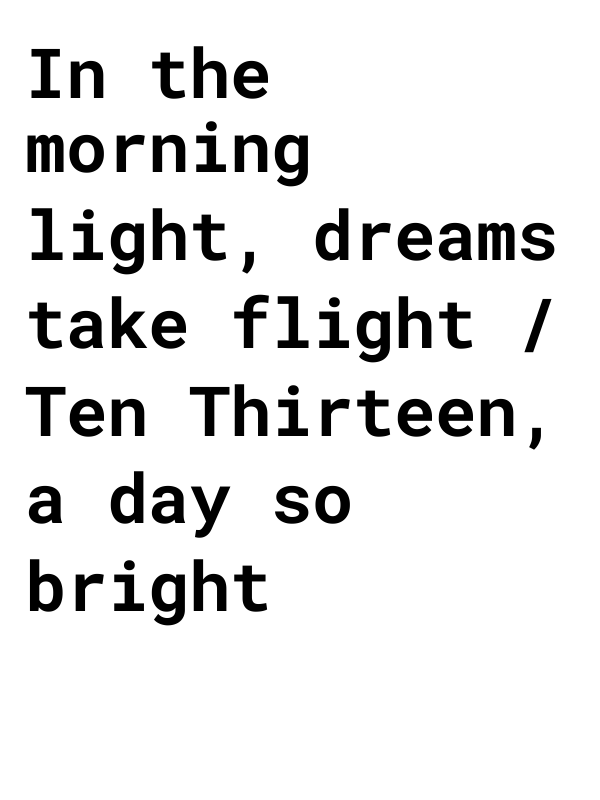 In the
morning
light, dreams
take flight /
Ten Thirteen,
a day so
bright